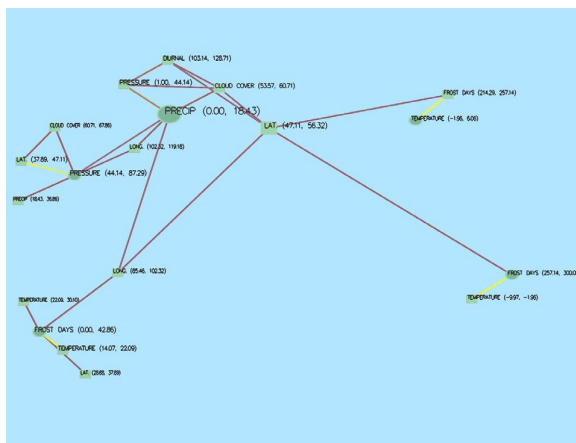 DIURNAL (103.14, 128.71)
PRESSURE (1.00, 44.14)
CLOUD COVER (53.57, 60.71)
FROST DAYS (214.29, 257.14)
PRECIP (0.00, 18.43)
TEMPERATURE (-1.96, 6.05)
CLOUD COVER (60.71, 67.86)
LAT. (47.11, 56.32)
LONG. (102.32, 119.18)
LAT. (37.89, 47.11)
PRESSURE (44.14, 87.29)
PRECIP (18.43, 36.86)
LONG. (85.46, 102.32)
FROST DAYS (257.14, 300.0
TEMPERATURE (22.09, 30.10)
TEMPERATURE (-9.97, -1.96)
FROST DAYS (0.00, 42.86)
TEMPERATURE (14.07, 22.09)
LAT. (28.68, 37.89)